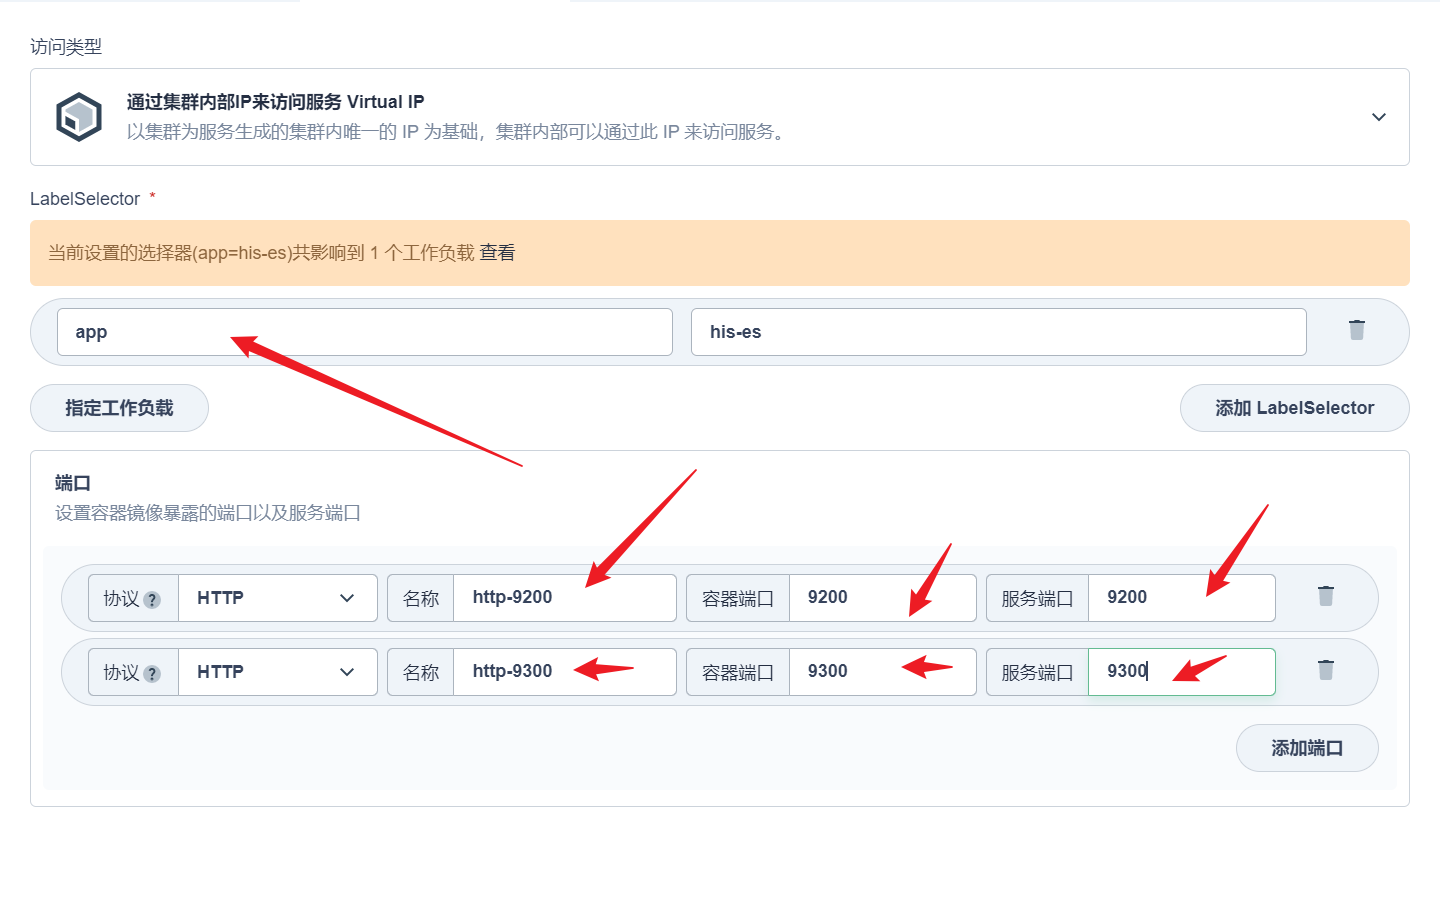 访问类型
通过集群内部IP来访问服务 Virtual IP
以集群为服务生成的集群内唯一的 IP 为基础，集群内部可以通过此 IP 来访问服务。
LabelSelector *
当前设置的选择器(app=his-es)共影响到 1 个工作负载 查看
app his-es
指定工作负载 添加 LabelSelector
端口
设置容器镜像暴露的端口以及服务端口
协议 ? HTTP 名称 http-9200 容器端口 9200 服务端口 9200
协议 ? HTTP 名称 http-9300 容器端口 9300 服务端口 9300
添加端口